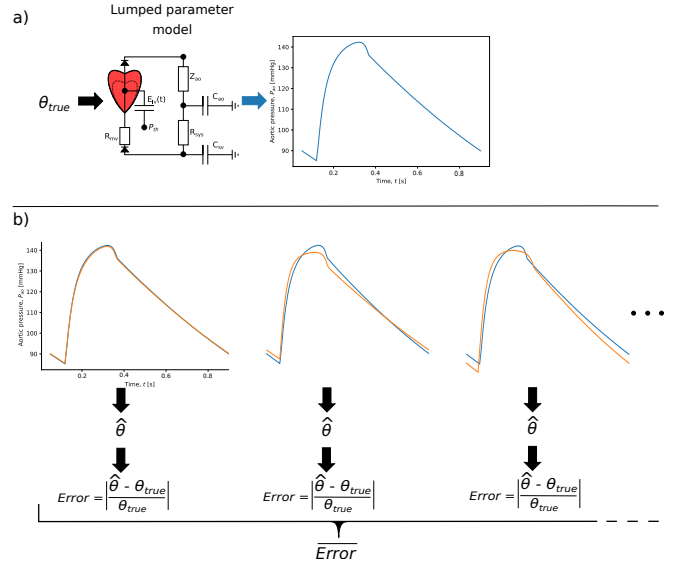 a)
Lumped parameter
model
θtrue
Zao
Cao
Elv(t)
Pth
Rmv
Rsys
Csv
Aortic pressure, Pao [mmHg]
140
130
120
110
100
90
0.2
0.4
0.6
0.8
Time, t [s]
b)
Aortic pressure, Pao [mmHg]
140
130
120
110
100
90
0.2
0.4
0.6
0.8
Time, t [s]
θ̂ θ̂ θ̂
Error = |θ̂ - θtrue / θtrue| Error = |θ̂ - θtrue / θtrue| Error = |θ̂ - θtrue / θtrue|
Error